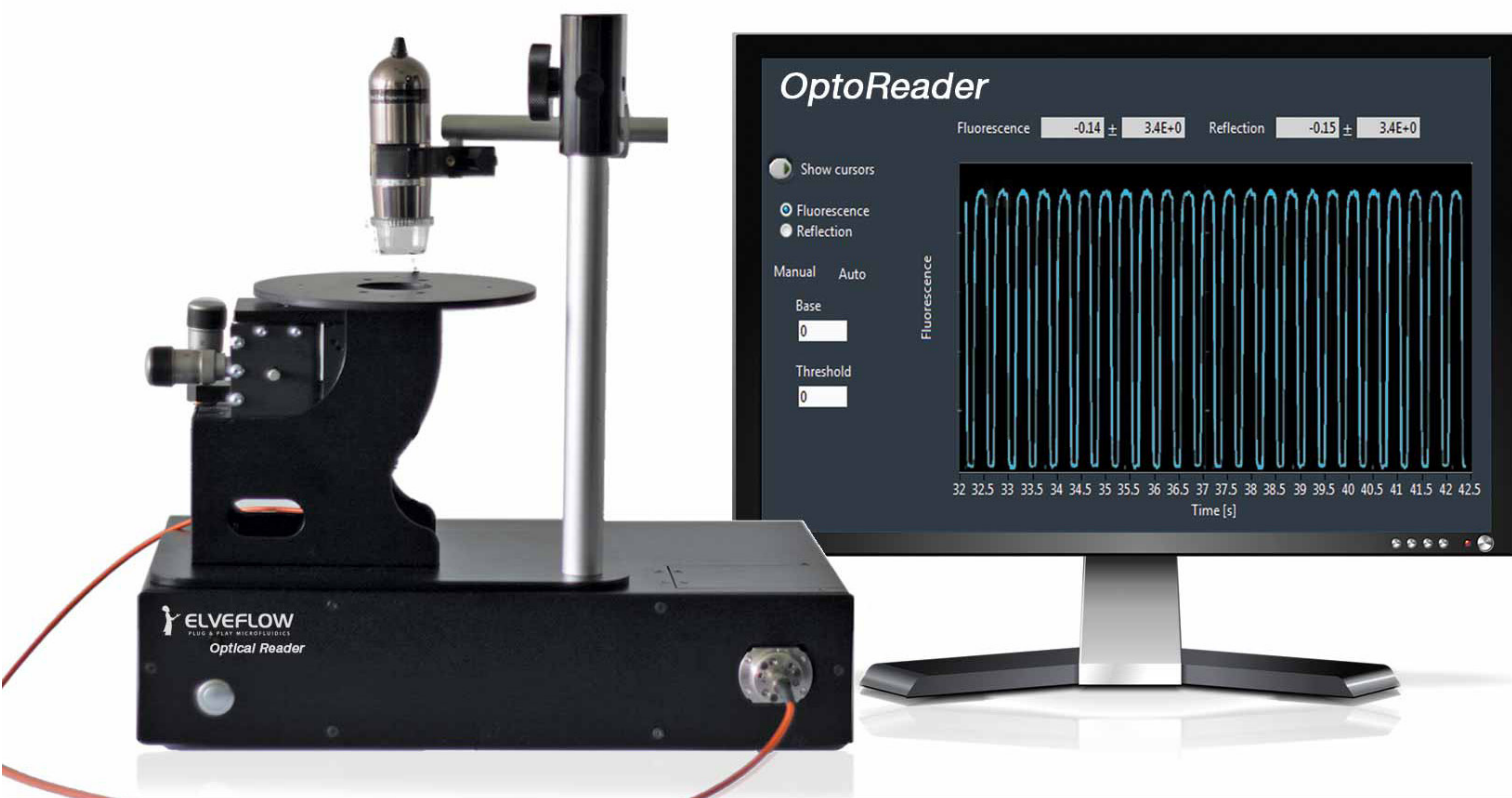 OptoReader
Fluorescence -0.14 ± 3.4E+0 Reflection -0.15 ± 3.4E+0
Show cursors
Fluorescence
Reflection
Manual Auto
Base
0
Threshold
0
Fluorescence
32 32.5 33 33.5 34 34.5 35 35.5 36 36.5 37 37.5 38 38.5 39 39.5 40 40.5 41 41.5 42 42.5
Time [s]
ELVEFLOW
PLUG & PLAY MICROFLUIDICS
Optical Reader